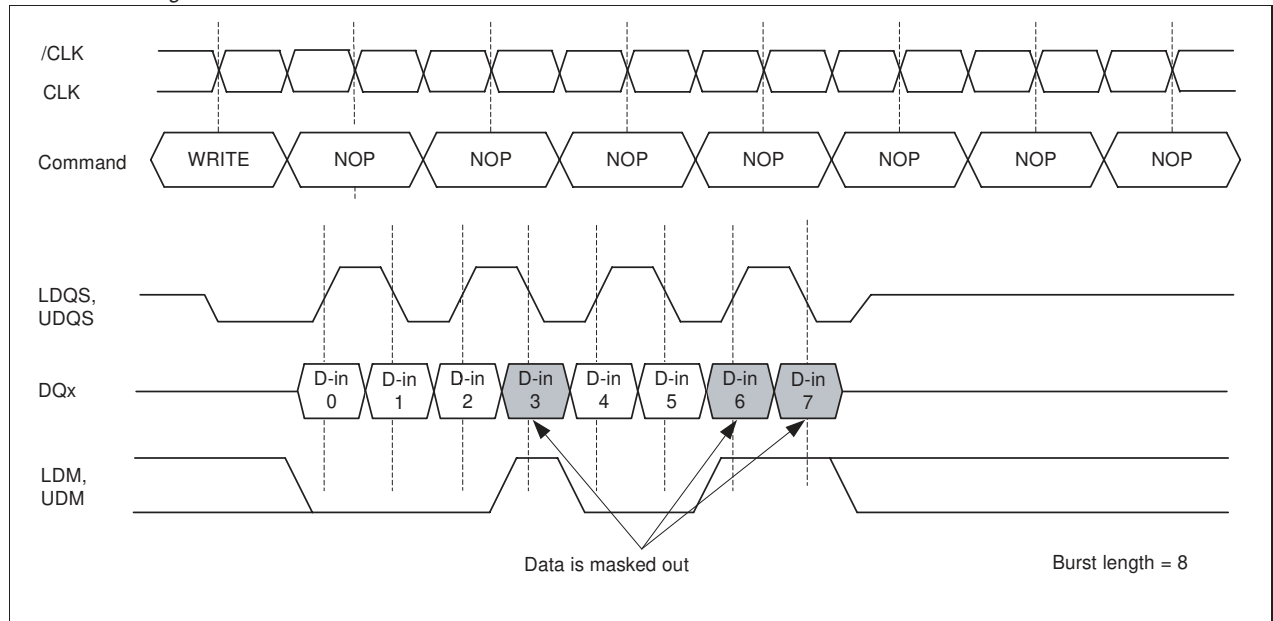 /CLK
CLK
Command WRITE NOP NOP NOP NOP NOP NOP NOP
LDQS,
UDQS
DQx
D-in D-in D-in D-in D-in D-in D-in D-in
0 1 2 3 4 5 6 7
LDM,
UDM
Data is masked out
Burst length = 8